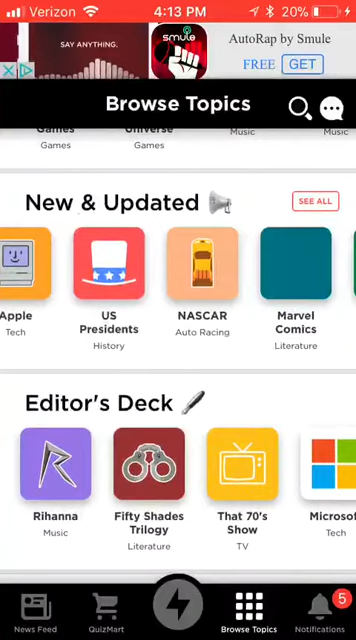 Verizon
4:13 PM
20%
SAY ANYTHING.
smule
AutoRap by Smule
FREE
GET
Browse Topics
Games
Universe
Games
Games
Music
Music
New & Updated
SEE ALL
Apple
Tech
US
Presidents
History
NASCAR
Auto Racing
Marvel
Comics
Literature
Editor's Deck
Rihanna
Music
Fifty Shades
Trilogy
Literature
That 70's
Show
TV
Microsof
Tech
5
News Feed
QuizMart
Browse Topics
Notifications